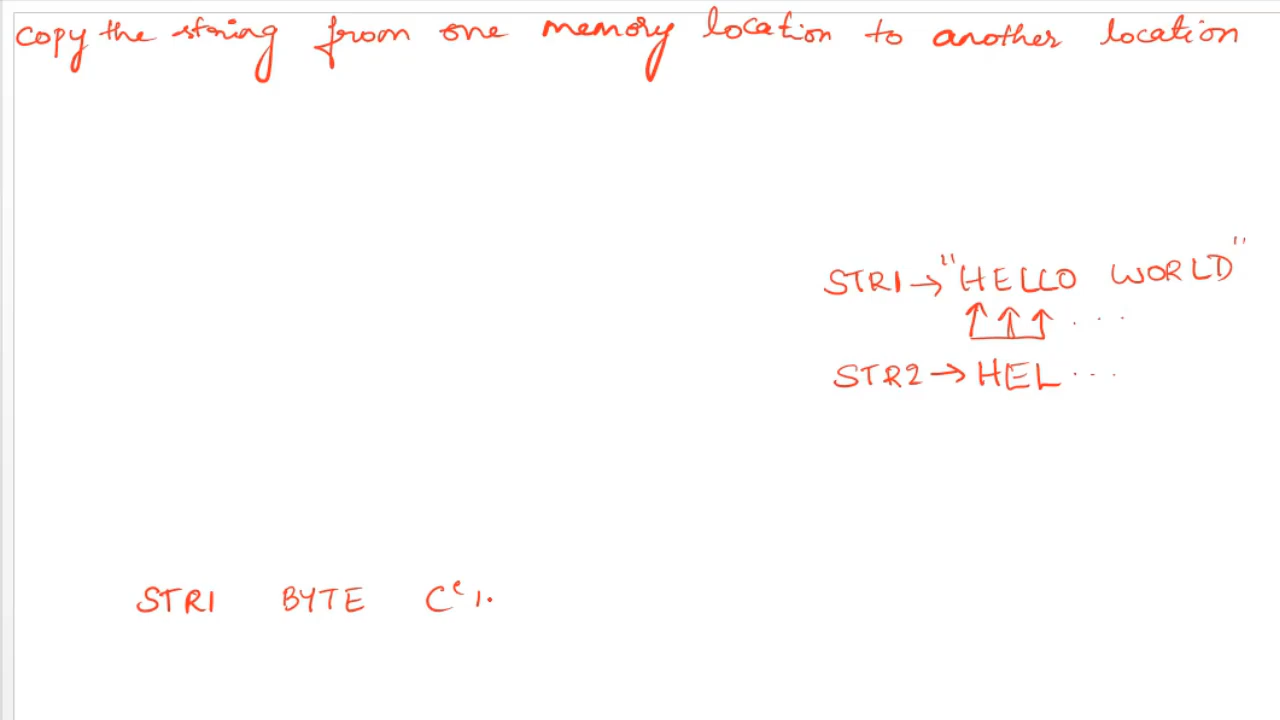 copy the string from one memory location to another location
STR1→"HELLO WORLD"
↑↑↑ ....
STR2→HEL ...
STR1 BYTE C'